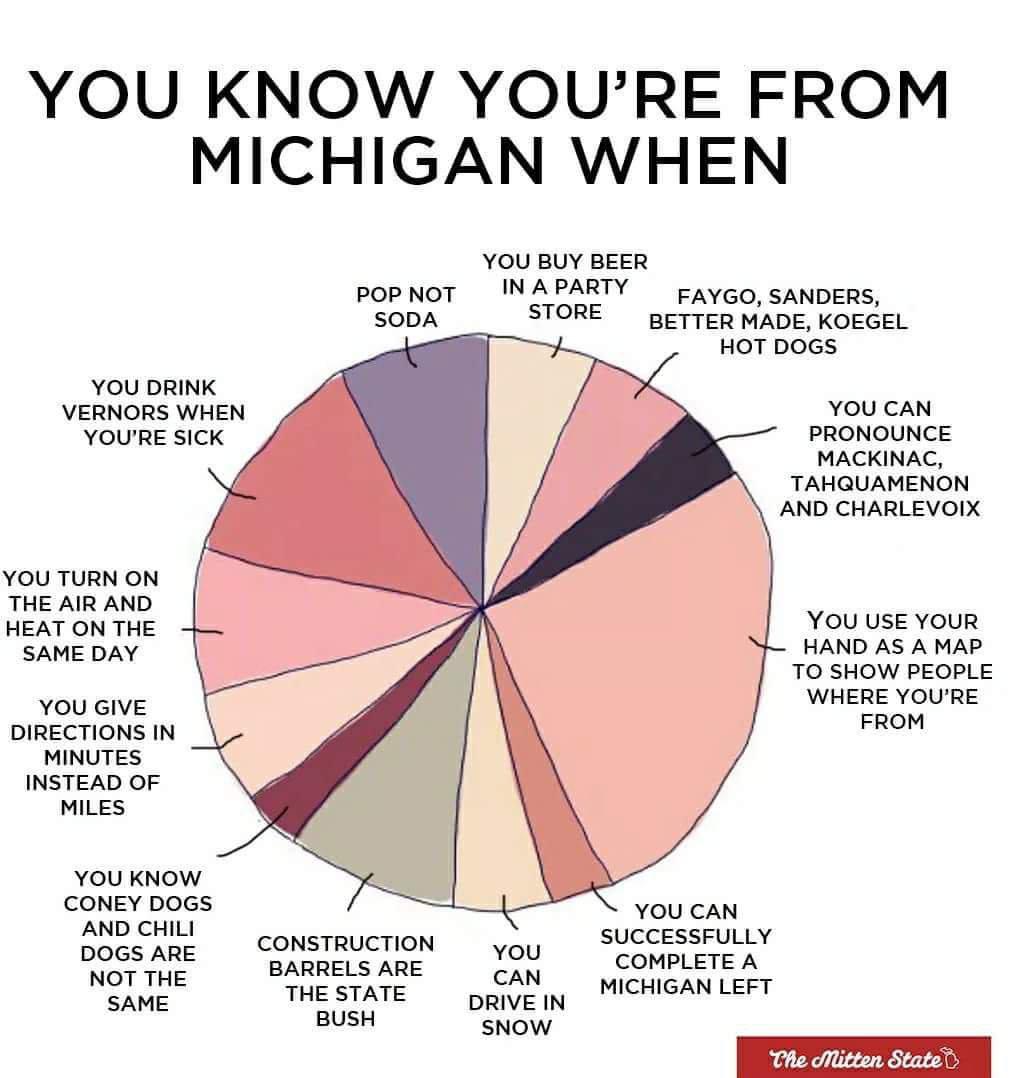 YOU KNOW YOU'RE FROM
MICHIGAN WHEN
YOU BUY BEER
IN A PARTY
STORE
FAYGO, SANDERS,
BETTER MADE, KOEGEL
HOT DOGS
YOU CAN
PRONOUNCE
MACKINAC,
TAHQUAMENON
AND CHARLEVOIX
YOU USE YOUR
HAND AS A MAP
TO SHOW PEOPLE
WHERE YOU'RE
FROM
YOU CAN
SUCCESSFULLY
COMPLETE A
MICHIGAN LEFT
YOU
CAN
DRIVE IN
SNOW
CONSTRUCTION
BARRELS ARE
THE STATE
BUSH
YOU KNOW
CONEY DOGS
AND CHILI
DOGS ARE
NOT THE
SAME
YOU GIVE
DIRECTIONS IN
MINUTES
INSTEAD OF
MILES
YOU TURN ON
THE AIR AND
HEAT ON THE
SAME DAY
YOU DRINK
VERNORS WHEN
YOU'RE SICK
POP NOT
SODA
The Mitten State